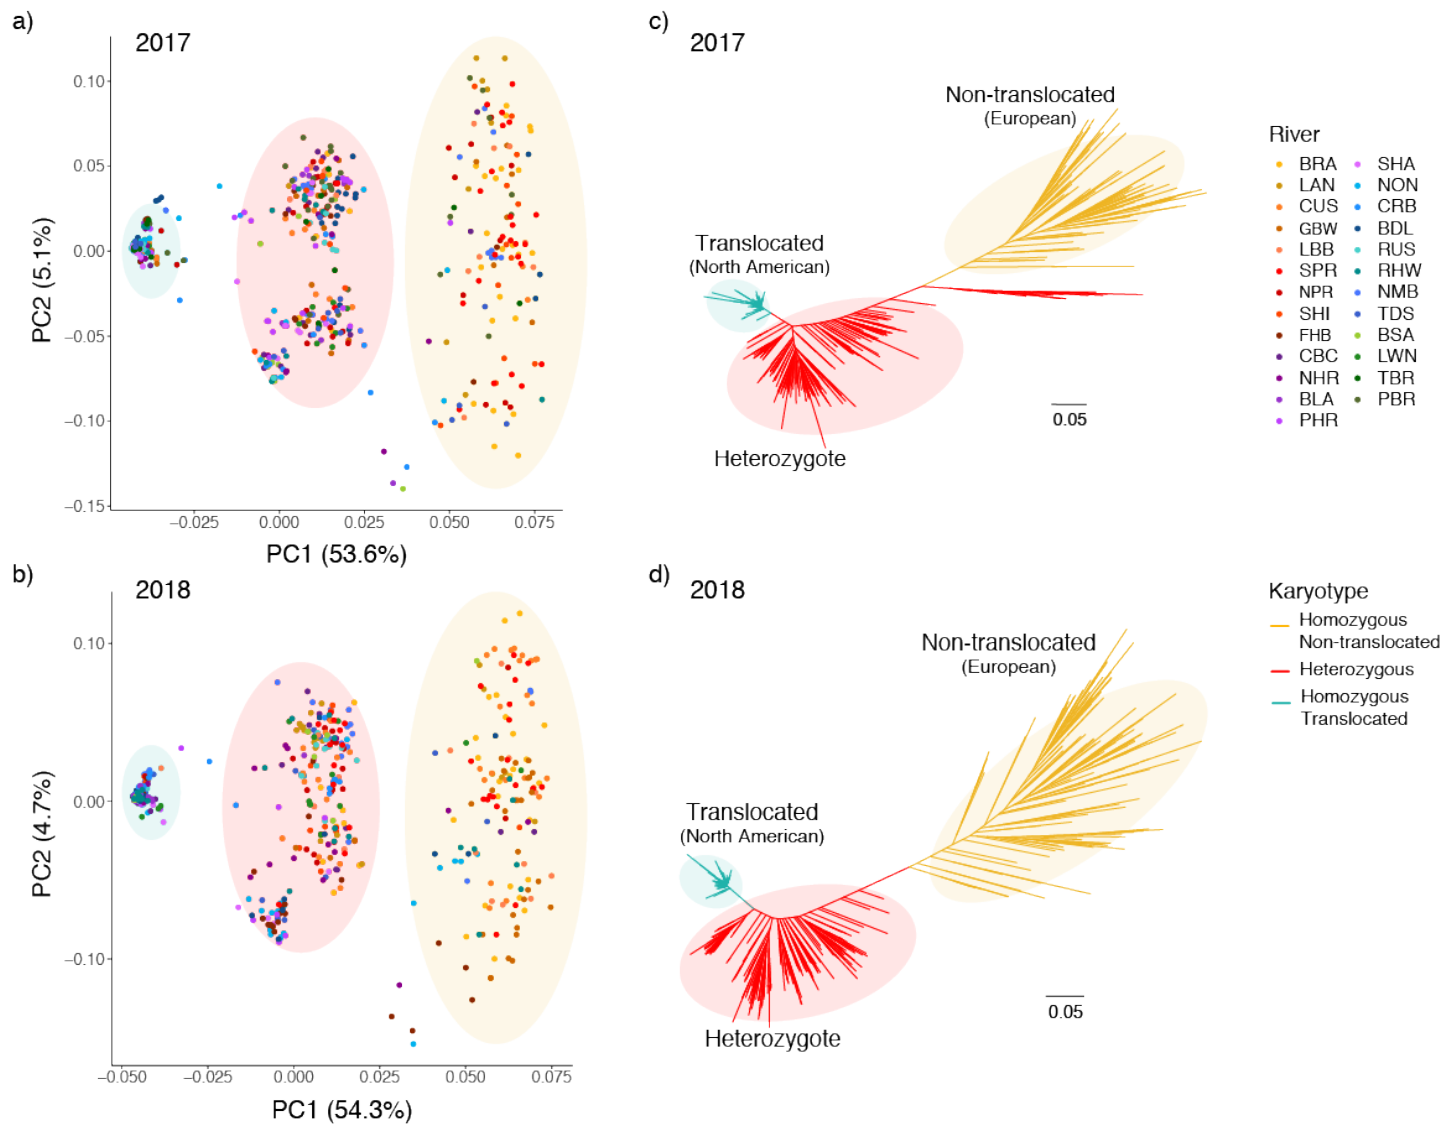 a)
2017
0.10
0.05
0.00
−0.05
−0.10
−0.15
PC2 (5.1%)
−0.025
0.000
0.025
0.050
0.075
PC1 (53.6%)
c)
2017
Non-translocated
(European)
Translocated
(North American)
Heterozygote
0.05
River
BRA
LAN
CUS
GBW
LBB
SPR
NPR
SHI
FHB
CBC
NHR
BLA
PHR
SHA
NON
CRB
BDL
RUS
RHW
NMB
TDS
BSA
LWN
TBR
PBR
b)
2018
0.10
0.00
−0.10
PC2 (4.7%)
−0.050
−0.025
0.000
0.025
0.050
0.075
PC1 (54.3%)
d)
2018
Non-translocated
(European)
Translocated
(North American)
Heterozygote
0.05
Karyotype
Homozygous
Non-translocated
Heterozygous
Homozygous
Translocated